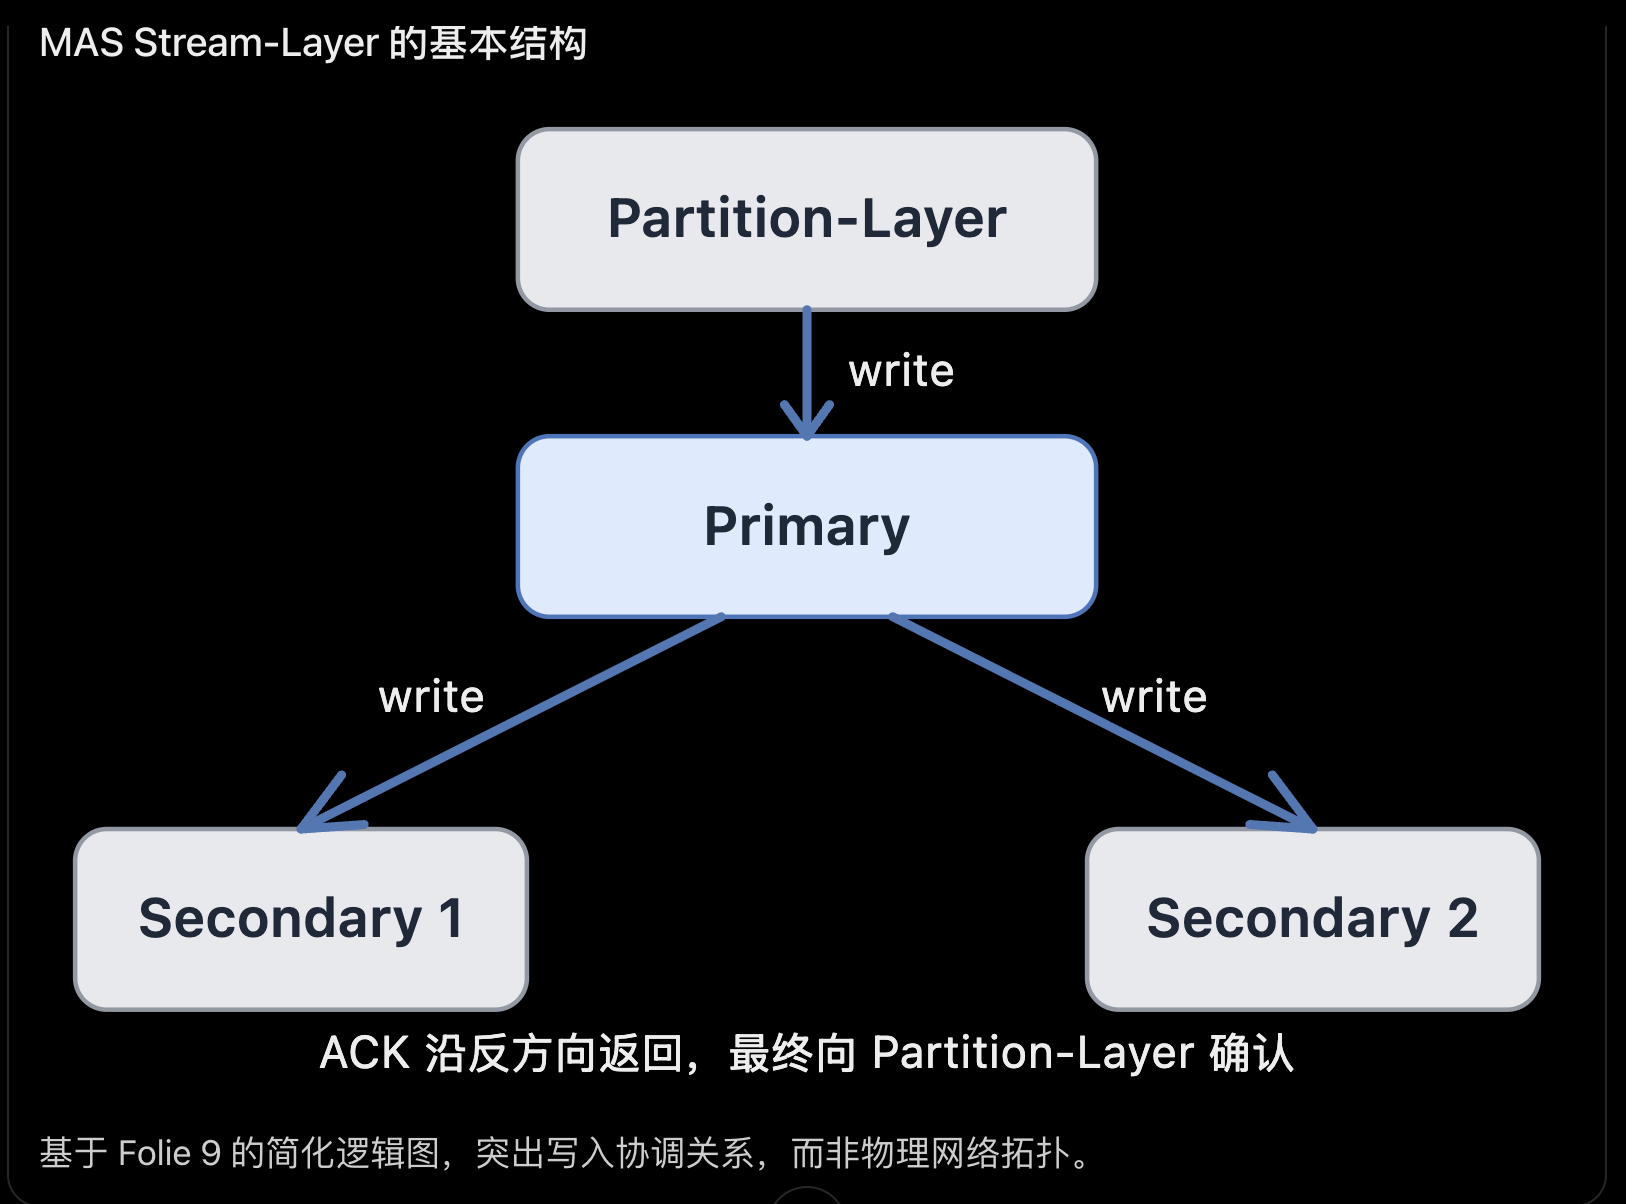 MAS Stream-Layer 的基本结构
Partition-Layer
write
Primary
write
write
Secondary 1
Secondary 2
ACK 沿反方向返回，最终向 Partition-Layer 确认
基于 Folie 9 的简化逻辑图，突出写入协调关系，而非物理网络拓扑。